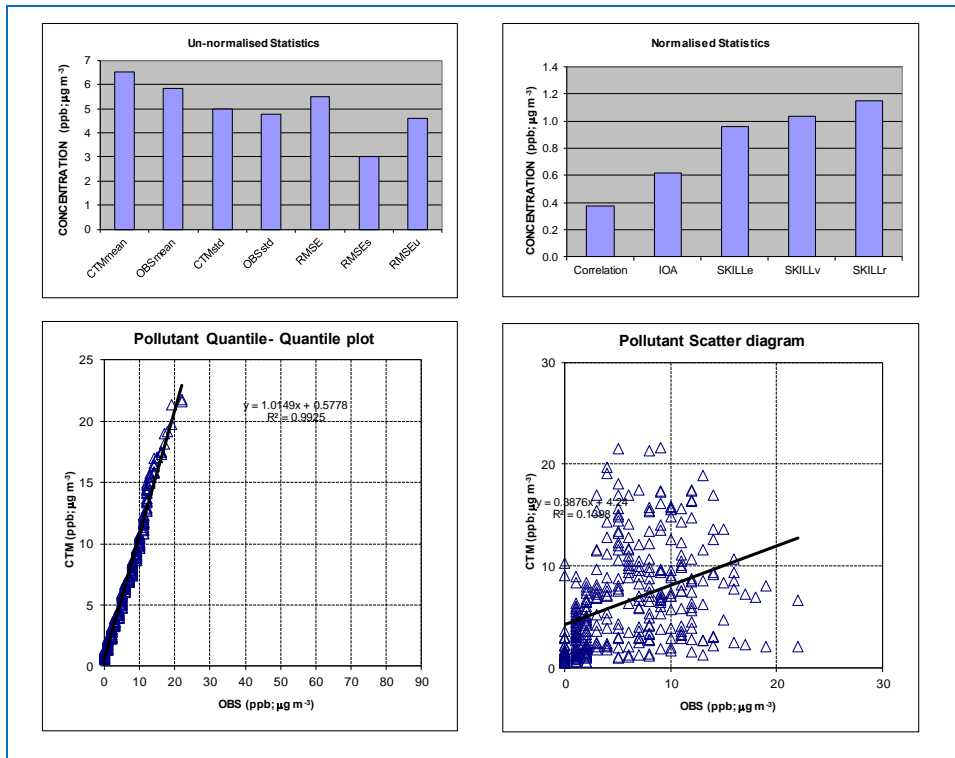 Un-normalised Statistics
CONCENTRATION (ppb; µg m-3)
7
6
5
4
3
2
1
0
CTMmean
OBSmean
CTMstd
OBSstd
RMSE
RMSEs
RMSEu
Normalised Statistics
CONCENTRATION (ppb; µg m-3)
1.4
1.2
1.0
0.8
0.6
0.4
0.2
0.0
Correlation IOA SKILLe SKILLv SKILLr
Pollutant Quantile- Quantile plot
CTM (ppb; µg m-3)
25
20
15
10
5
0
y = 1.0149x + 0.5778
R² = 0.9925
0 10 20 30 40 50 60 70 80 90
OBS (ppb; µg m-3)
Pollutant Scatter diagram
CTM (ppb; µg m-3)
30
20
10
0
y = 0.3876x + 4.24
R² = 0.1398
0 10 20 30
OBS (ppb; µg m-3)